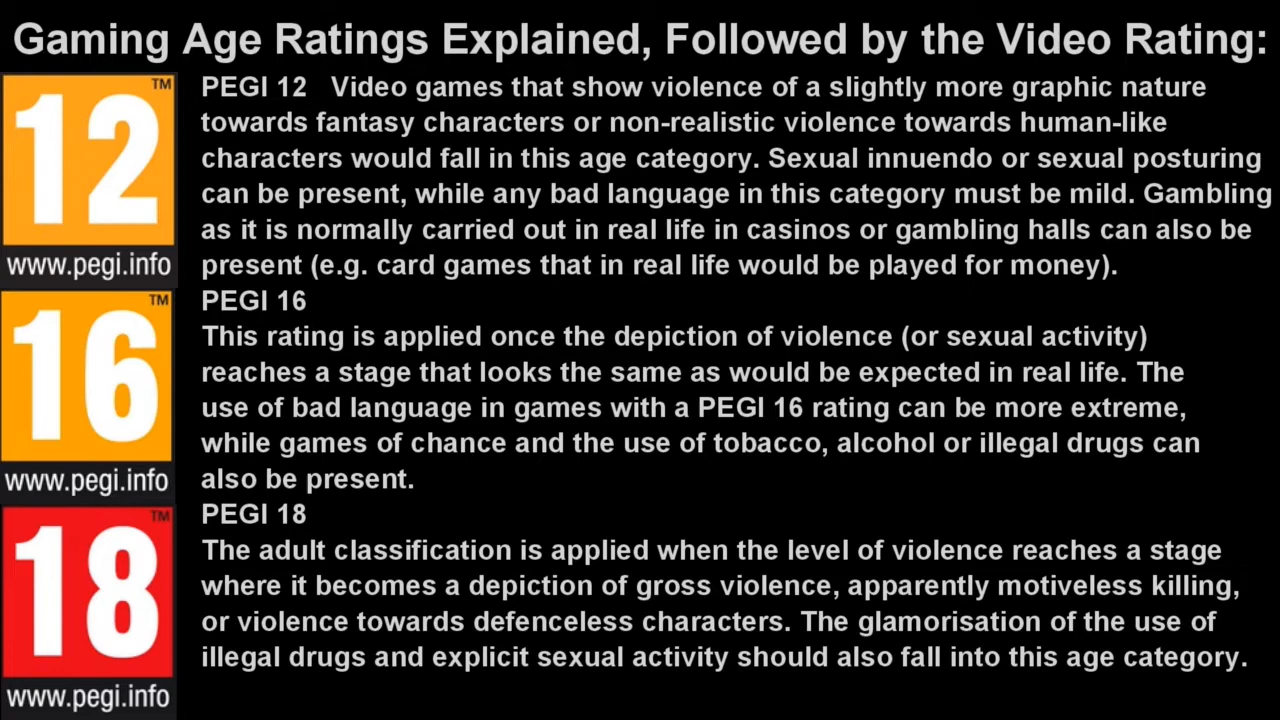 Gaming Age Ratings Explained, Followed by the Video Rating:
12 TM
www.pegi.info
PEGI 12 Video games that show violence of a slightly more graphic nature
towards fantasy characters or non-realistic violence towards human-like
characters would fall in this age category. Sexual innuendo or sexual posturing
can be present, while any bad language in this category must be mild. Gambling
as it is normally carried out in real life in casinos or gambling halls can also be
present (e.g. card games that in real life would be played for money).
16 TM
www.pegi.info
PEGI 16
This rating is applied once the depiction of violence (or sexual activity)
reaches a stage that looks the same as would be expected in real life. The
use of bad language in games with a PEGI 16 rating can be more extreme,
while games of chance and the use of tobacco, alcohol or illegal drugs can
also be present.
18 TM
www.pegi.info
PEGI 18
The adult classification is applied when the level of violence reaches a stage
where it becomes a depiction of gross violence, apparently motiveless killing,
or violence towards defenceless characters. The glamorisation of the use of
illegal drugs and explicit sexual activity should also fall into this age category.